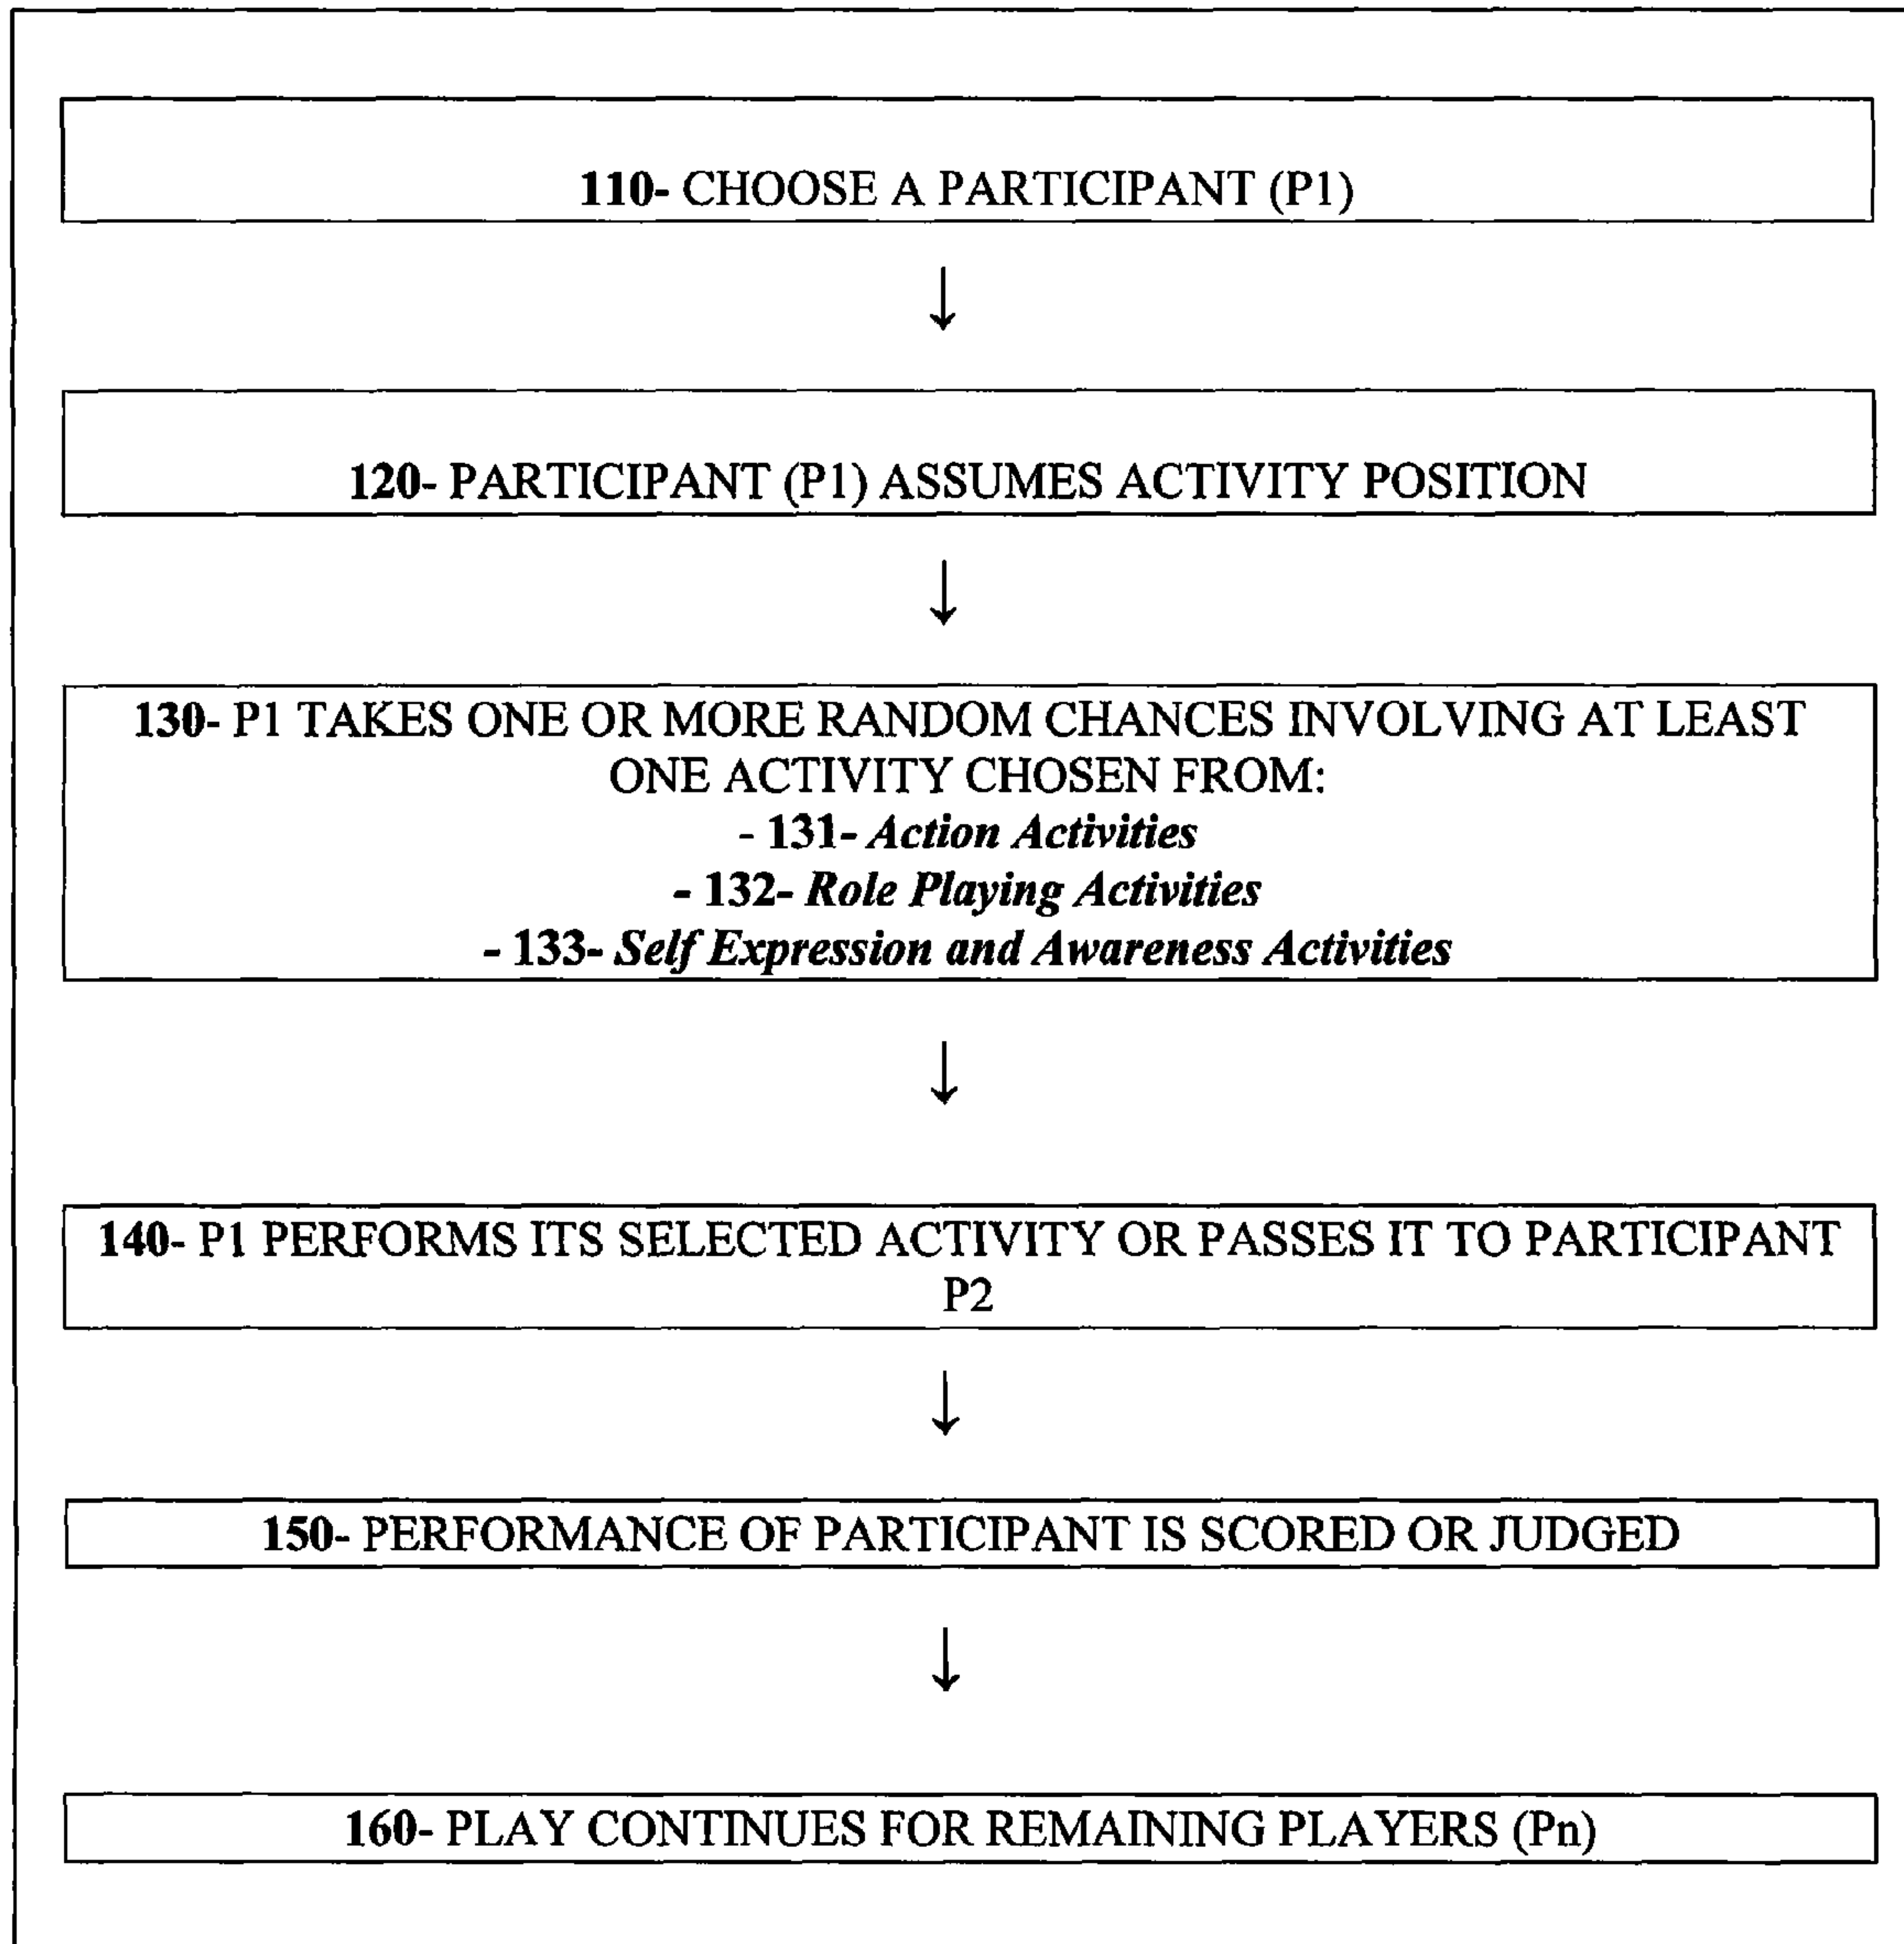 110- CHOOSE A PARTICIPANT (P1)
↓
120- PARTICIPANT (P1) ASSUMES ACTIVITY POSITION
↓
130- P1 TAKES ONE OR MORE RANDOM CHANCES INVOLVING AT LEAST
ONE ACTIVITY CHOSEN FROM:
- 131- Action Activities
- 132- Role Playing Activities
- 133- Self Expression and Awareness Activities
↓
140- P1 PERFORMS ITS SELECTED ACTIVITY OR PASSES IT TO PARTICIPANT
P2
↓
150- PERFORMANCE OF PARTICIPANT IS SCORED OR JUDGED
↓
160- PLAY CONTINUES FOR REMAINING PLAYERS (Pn)